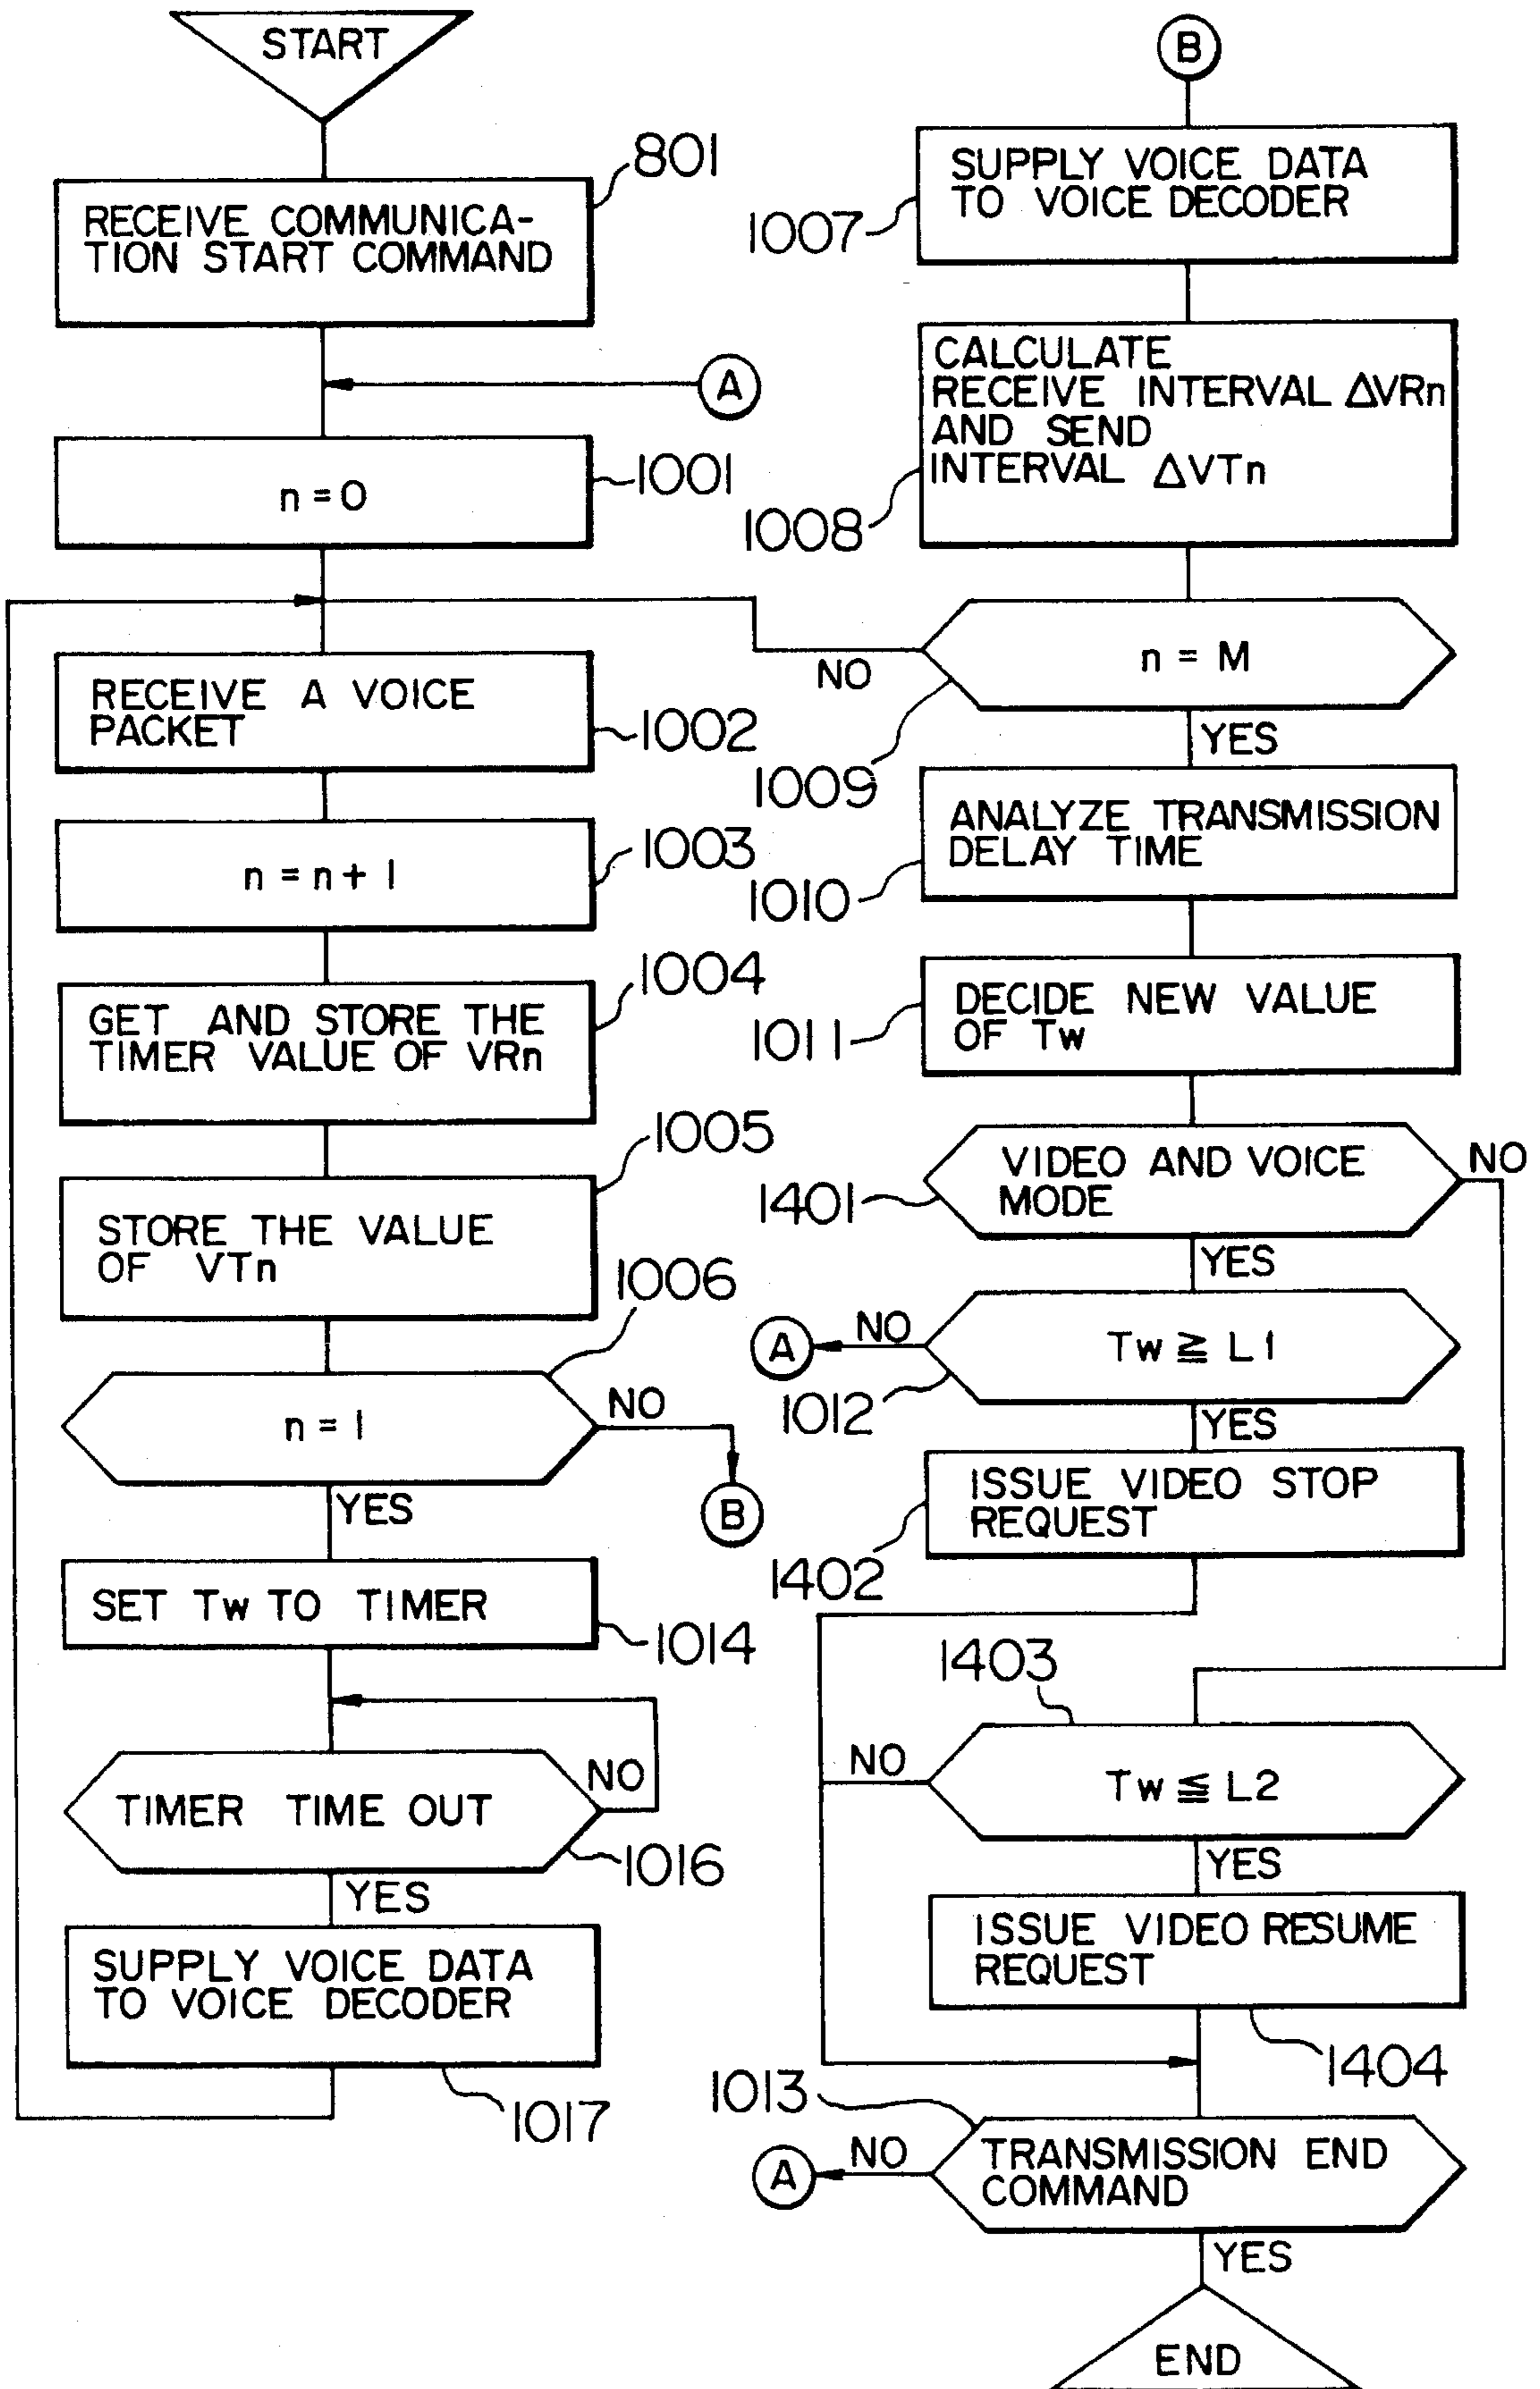 START
801
RECEIVE COMMUNICA-
TION START COMMAND
A
n = 0
1001
RECEIVE A VOICE
PACKET
1002
n = n + 1
1003
1004
GET AND STORE THE
TIMER VALUE OF VRn
1005
STORE THE VALUE
OF VTn
1006
n = 1
NO
B
YES
SET Tw TO TIMER
1014
TIMER TIME OUT
NO
1016
YES
SUPPLY VOICE DATA
TO VOICE DECODER
1017
B
SUPPLY VOICE DATA
TO VOICE DECODER
1007
CALCULATE
RECEIVE INTERVAL ΔVRn
AND SEND
INTERVAL ΔVTn
1008
n = M
NO
1009
YES
ANALYZE TRANSMISSION
DELAY TIME
1010
DECIDE NEW VALUE
OF Tw
1011
VIDEO AND VOICE
MODE
NO
1401
YES
Tw ≧ L1
NO
A
1012
YES
ISSUE VIDEO STOP
REQUEST
1402
1403
Tw ≦ L2
NO
YES
ISSUE VIDEO RESUME
REQUEST
1404
1013
TRANSMISSION END
COMMAND
NO
A
YES
END